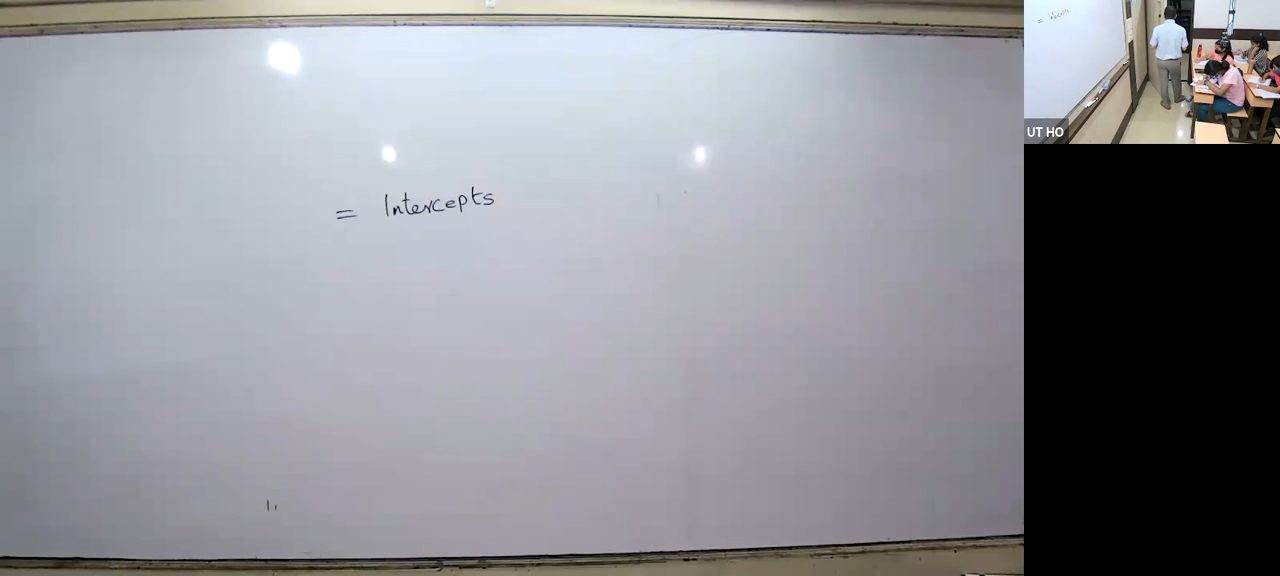 = Intercepts
UT HO